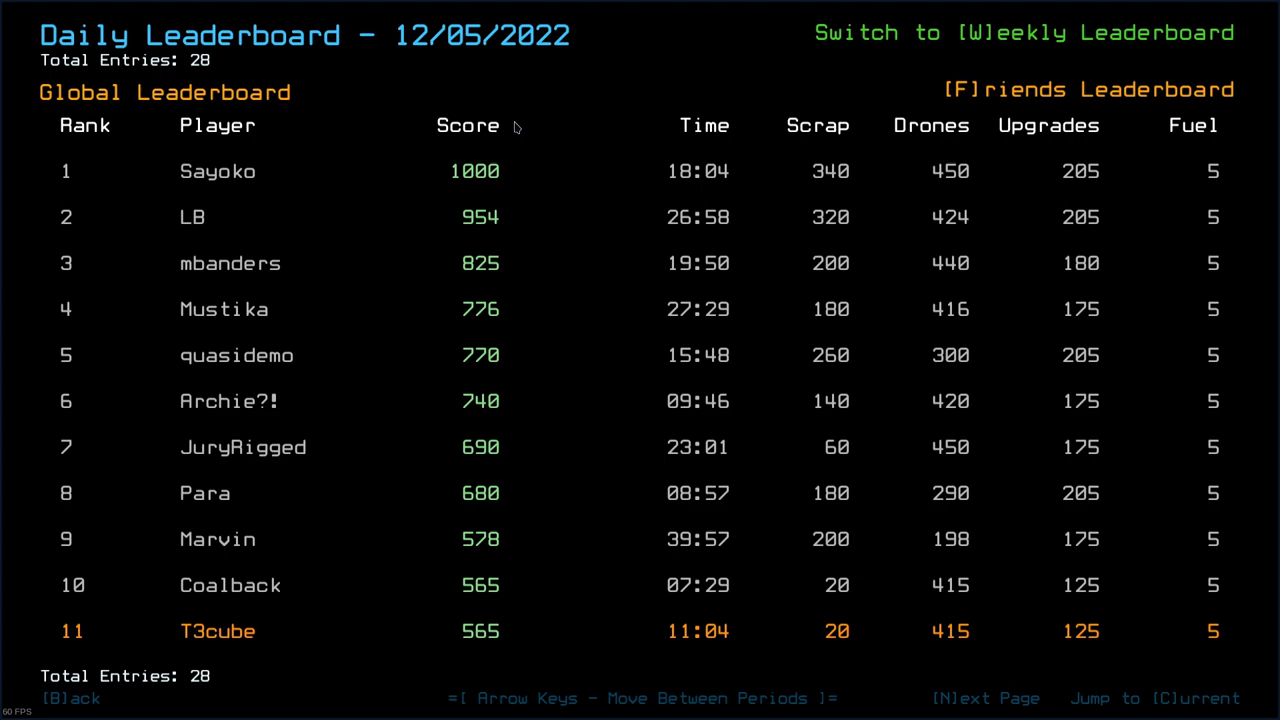 Daily Leaderboard - 12/05/2022 Switch to [W]eekly Leaderboard
Total Entries: 28
Global Leaderboard [F]riends Leaderboard
Rank Player Score Time Scrap Drones Upgrades Fuel
1 Sayoko 1000 18:04 340 450 205 5
2 LB 954 26:58 320 424 205 5
3 mbanders 825 19:50 200 440 180 5
4 Mustika 776 27:29 180 416 175 5
5 quasidemo 770 15:48 260 300 205 5
6 Archie?! 740 09:46 140 420 175 5
7 JuryRigged 690 23:01 60 450 175 5
8 Para 680 08:57 180 290 205 5
9 Marvin 578 39:57 200 198 175 5
10 Coalback 565 07:29 20 415 125 5
11 T3cube 565 11:04 20 415 125 5
Total Entries: 28
[B]ack =[ Arrow Keys - Move Between Periods ]= [N]ext Page Jump to [C]urrent
60 FPS